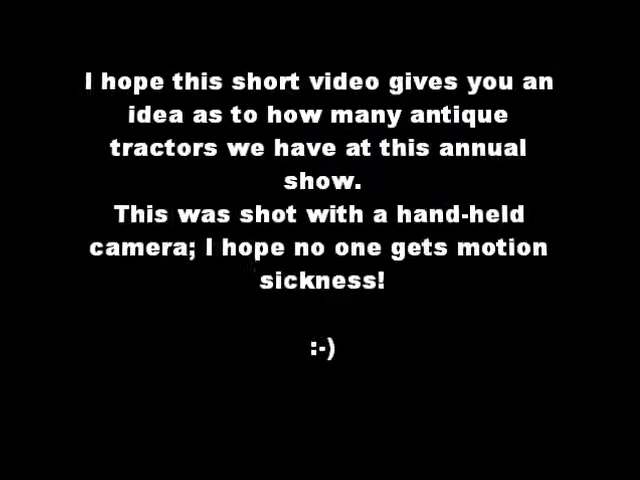 I hope this short video gives you an
idea as to how many antique
tractors we have at this annual
show.
This was shot with a hand-held
camera; I hope no one gets motion
sickness!
:-)